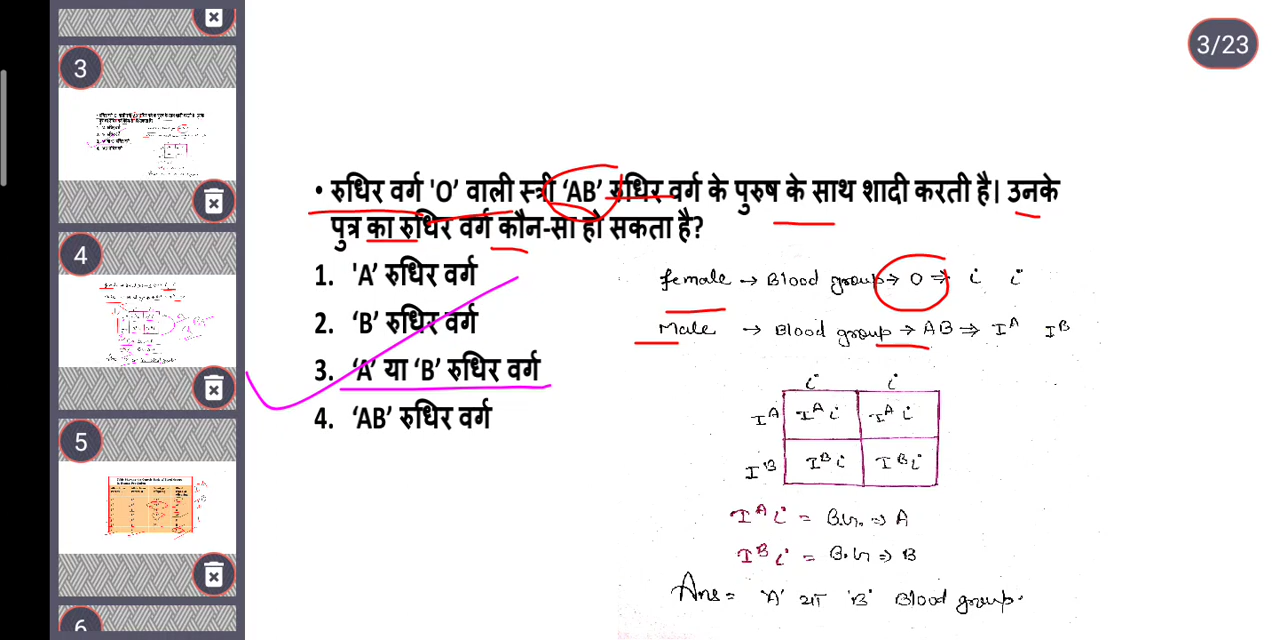 3/23
3
4
5
6
• रुधिर वर्ग 'O' वाली स्त्री 'AB' रुधिर वर्ग के पुरुष के साथ शादी करती है। उनके
पुत्र का रुधिर वर्ग कौन-सा हो सकता है?
1. 'A' रुधिर वर्ग
2. 'B' रुधिर वर्ग
3. 'A' या 'B' रुधिर वर्ग
4. 'AB' रुधिर वर्ग
female → Blood group → O ⇒ i i
Male → Blood group → AB ⇒ I^A I^B
i i
I^A I^A i I^A i
I^B I^B i I^B i
I^A i = B.G. ⇒ A
I^B i = B.G ⇒ B
Ans = 'A' या 'B' Blood group.